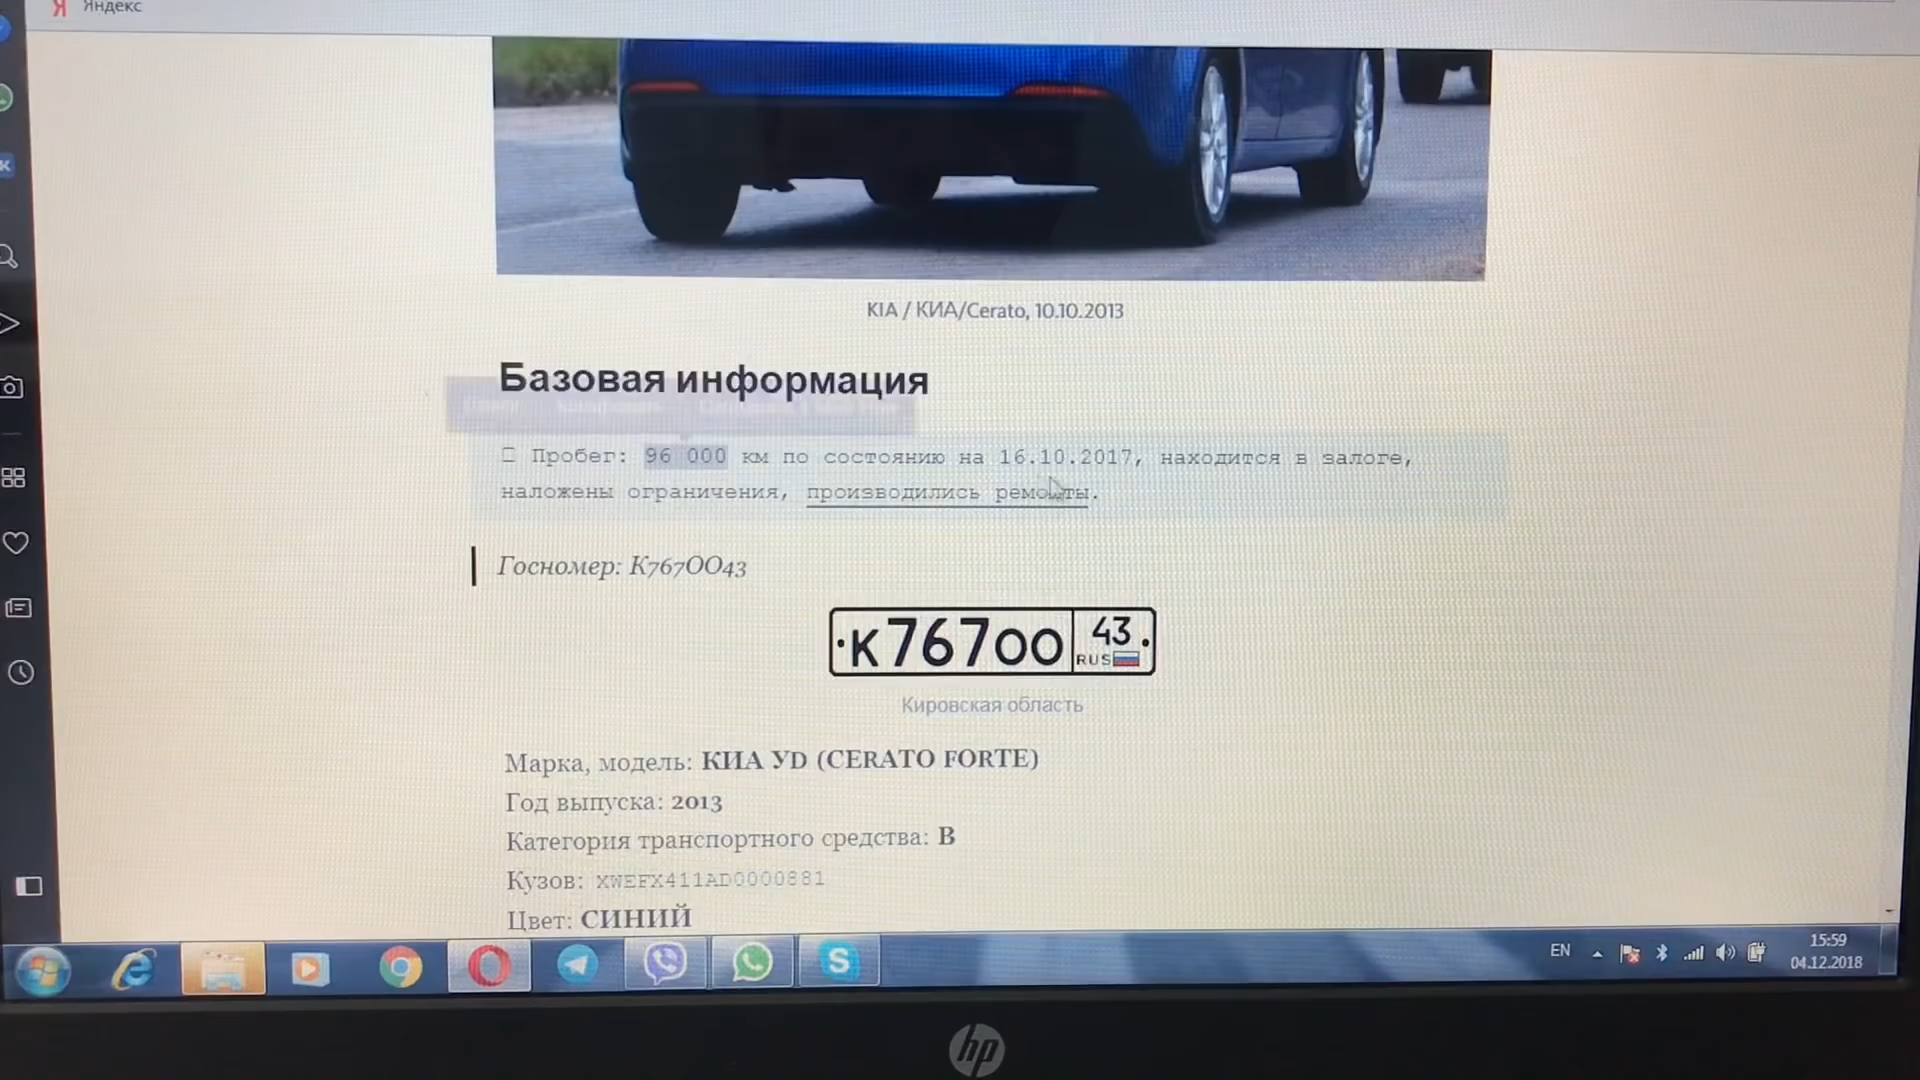 Яндекс
KIA / КИА/Cerato, 10.10.2013
Базовая информация
Пробег: 96 000 км по состоянию на 16.10.2017, находится в залоге,
наложены ограничения, производились ремонты.
Госномер: К767ОО43
К767ОО 43
RUS
Кировская область
Марка, модель: КИА УD (CERATO FORTE)
Год выпуска: 2013
Категория транспортного средства: B
Кузов: XWEFX411AD0000881
Цвет: СИНИЙ
EN
15:59
04.12.2018
hp